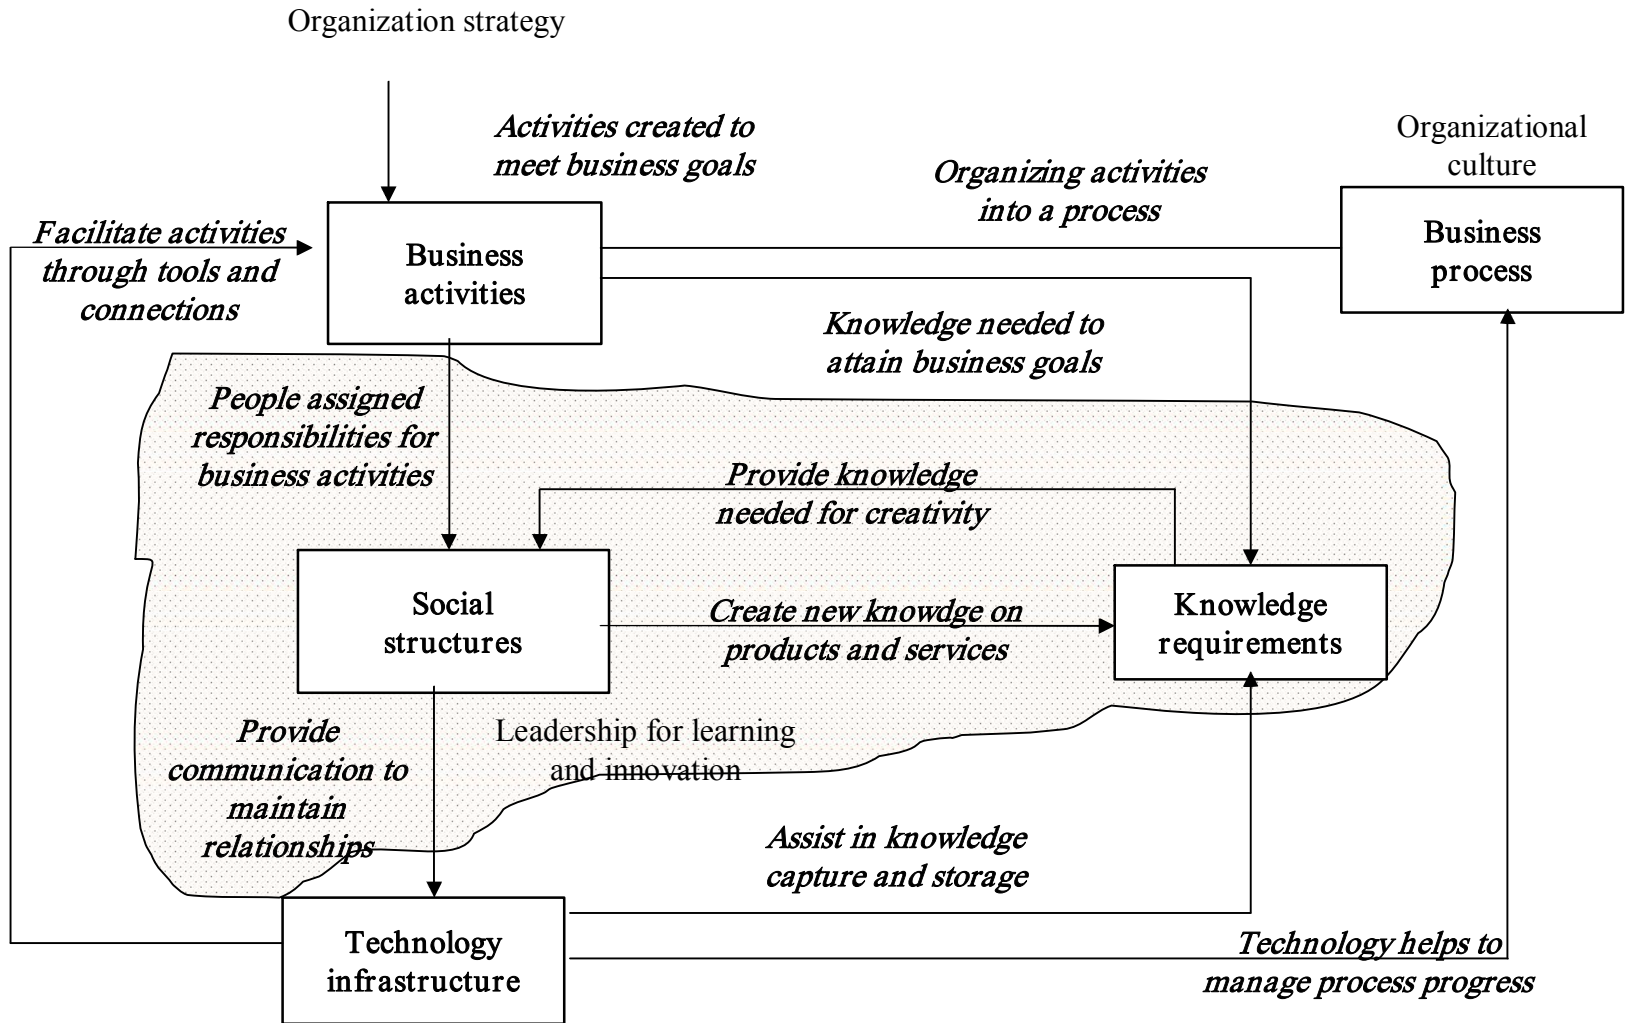 Organization strategy
Activities created to
meet business goals
Organizational
culture
Organizing activities
into a process
Facilitate activities
through tools and
connections
Business
activities
Business
process
Knowledge needed to
attain business goals
People assigned
responsibilities for
business activities
Provide knowledge
needed for creativity
Social
structures
Create new knowdge on
products and services
Knowledge
requirements
Provide
communication to
maintain
relationships
Leadership for learning
and innovation
Assist in knowledge
capture and storage
Technology
infrastructure
Technology helps to
manage process progress